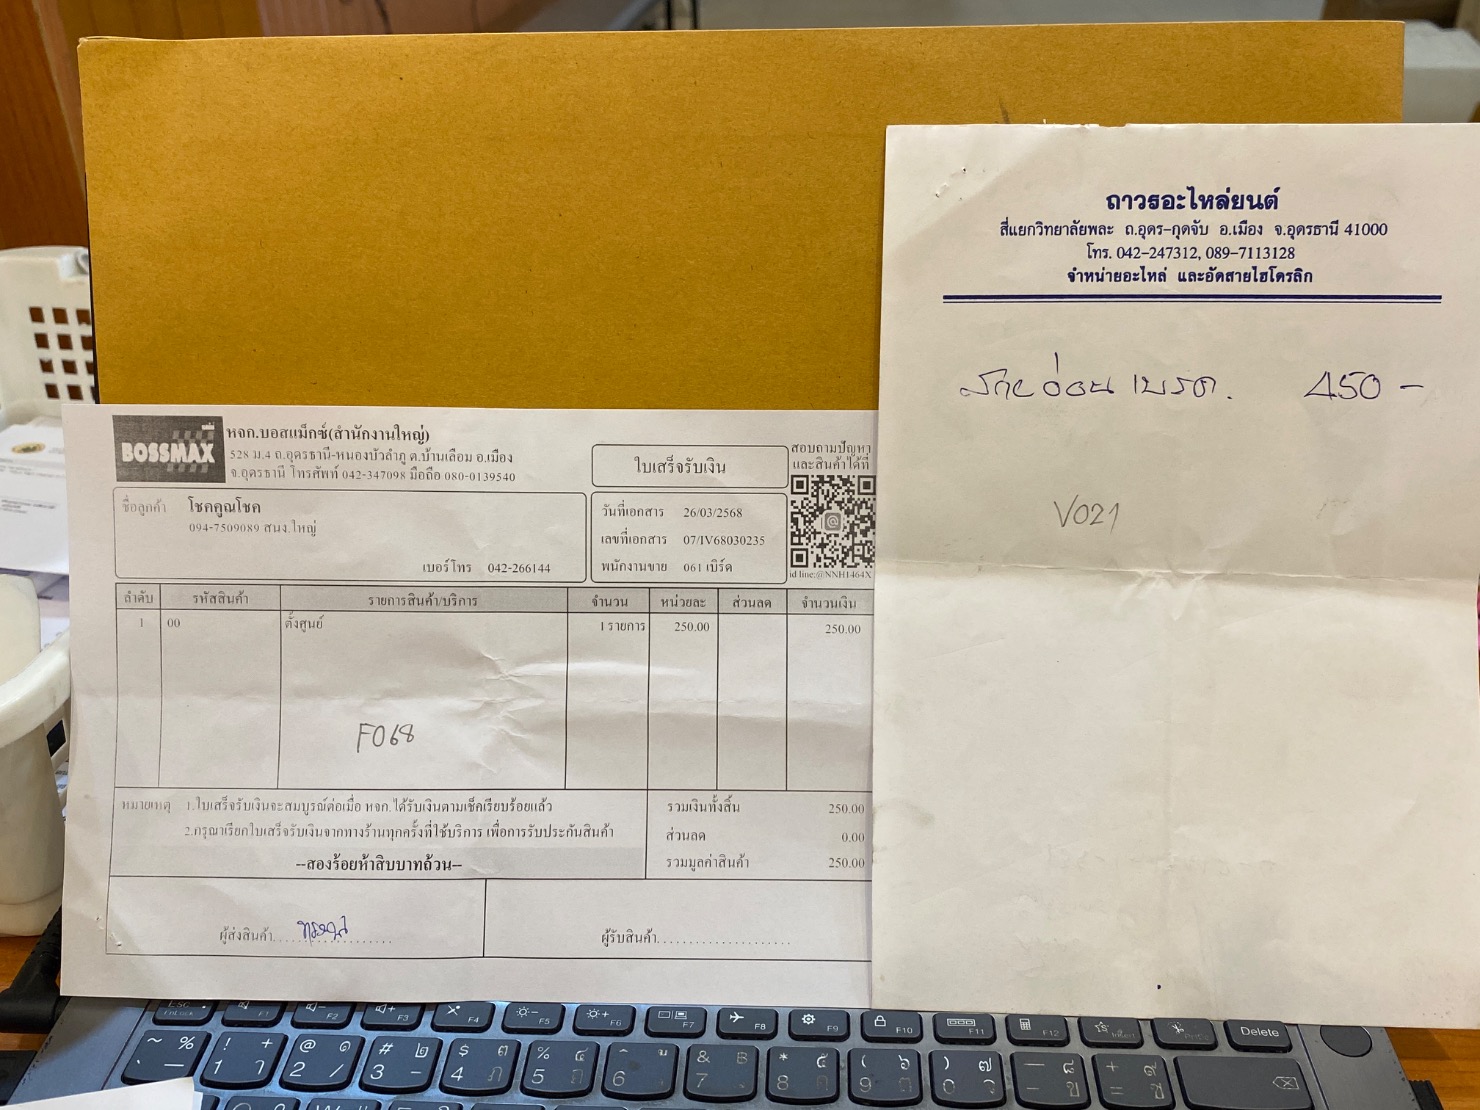 BOSSMAX
หจก.บอสแม็กซ์(สำนักงานใหญ่)
528 ม.4 ถ.อุดรธานี-หนองบัวลำภู ต.บ้านเลื่อม อ.เมือง
จ.อุดรธานี โทรศัพท์ 042-347098 มือถือ 080-0139540
ใบเสร็จรับเงิน
สอบถามปัญหา
และสินค้าได้ที่
id line:@NNH1464X
ชื่อลูกค้า โชคคูณโชค
094-7509089 สนง.ใหญ่
เบอร์โทร 042-266144
วันที่เอกสาร 26/03/2568
เลขที่เอกสาร 07/IV68030235
พนักงานขาย 061 เบิร์ด
ลำดับ รหัสสินค้า รายการสินค้า/บริการ จำนวน หน่วยละ ส่วนลด จำนวนเงิน
1 00 ตั้งศูนย์ 1 รายการ 250.00 250.00
F068
หมายเหตุ 1.ใบเสร็จรับเงินจะสมบูรณ์ต่อเมื่อ หจก.ได้รับเงินตามเช็คเรียบร้อยแล้ว
2.กรุณาเรียกใบเสร็จรับเงินจากทางร้านทุกครั้งที่ใช้บริการ เพื่อการรับประกันสินค้า
--สองร้อยห้าสิบบาทถ้วน--
รวมเงินทั้งสิ้น 250.00
ส่วนลด 0.00
รวมมูลค่าสินค้า 250.00
ผู้ส่งสินค้า
ผู้รับสินค้า
ถาวรอะไหล่ยนต์
สี่แยกวิทยาลัยพละ ถ.อุดร-กุดจับ อ.เมือง จ.อุดรธานี 41000
โทร. 042-247312, 089-7113128
จำหน่ายอะไหล่ และอัดสายไฮโดรลิก
สายอ่อนเบรค. 450-
V021
F1 F2 F3 F4 F5 F6 F7 F8 F9 F10 F11 F12 Insert Delete